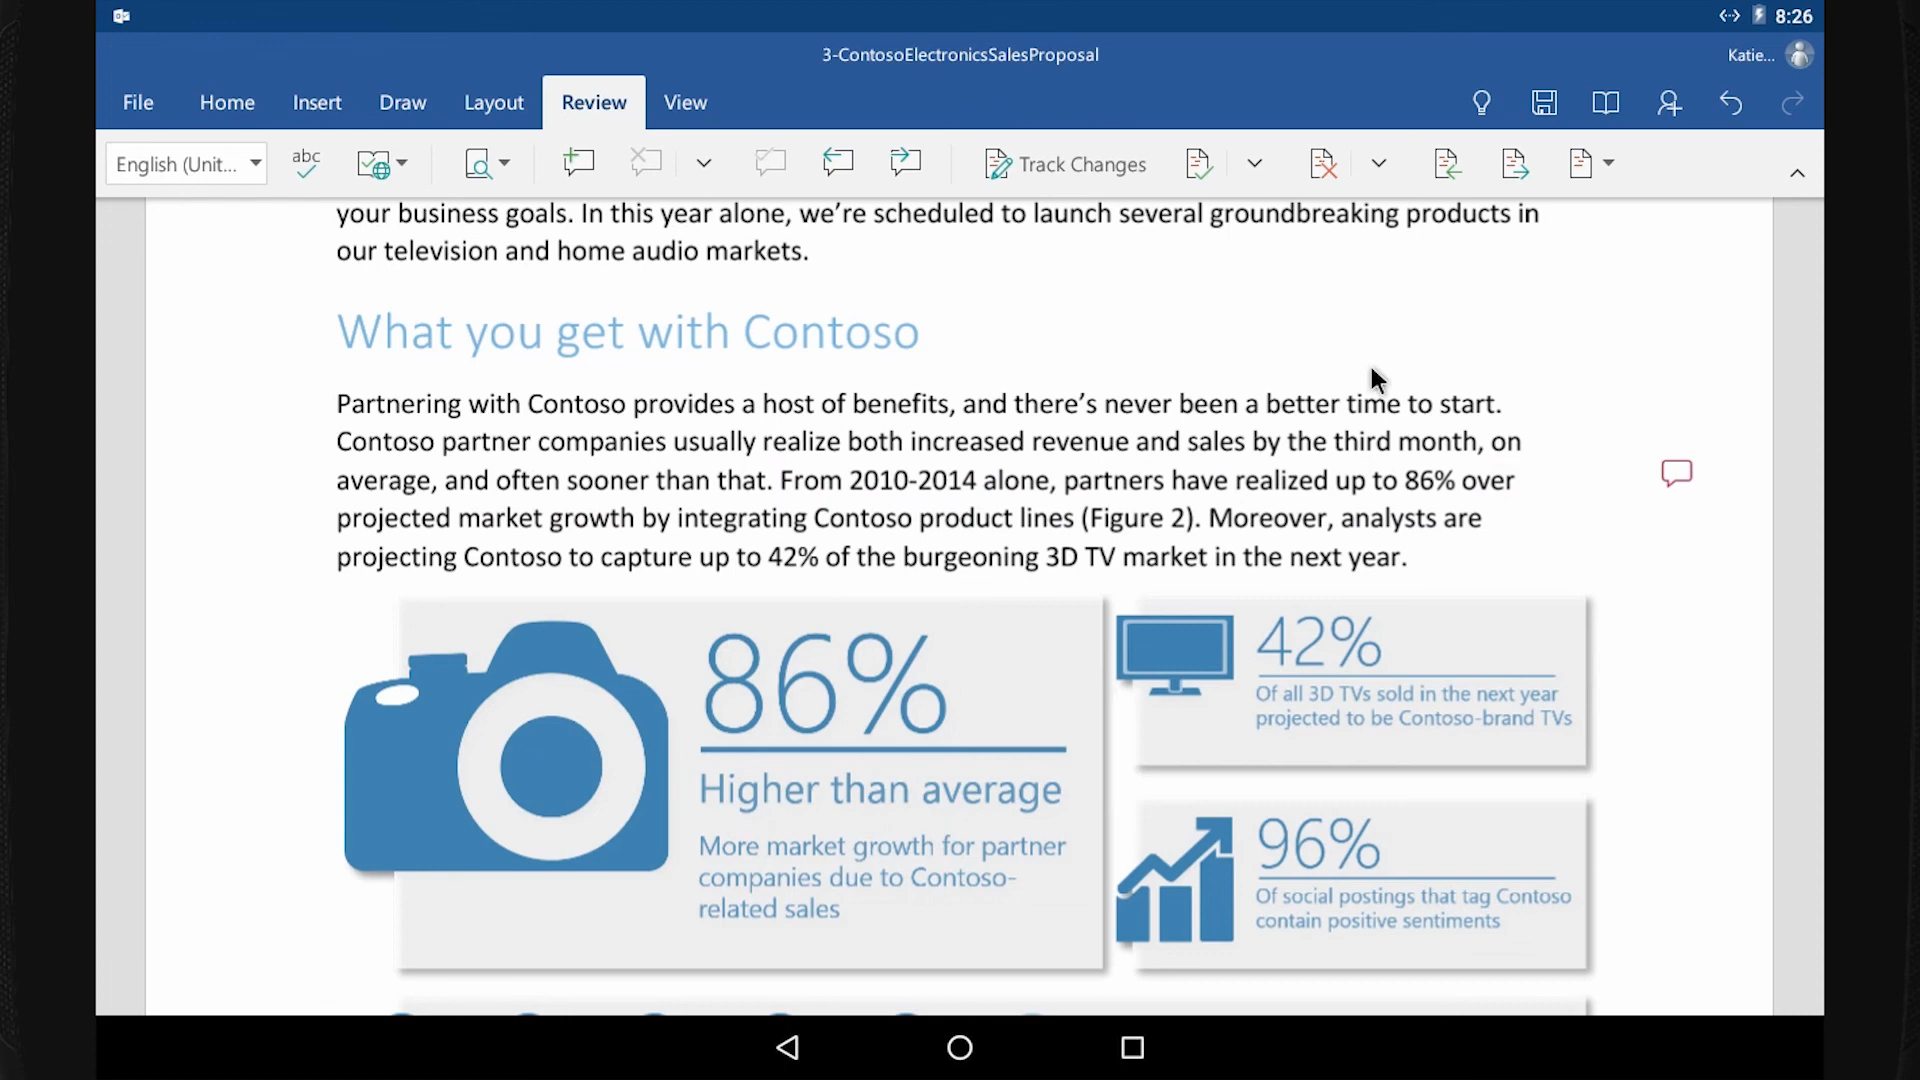 8:26
3-ContosoElectronicsSalesProposal
Katie...
File Home Insert Draw Layout Review View
English (Unit... abc Track Changes
your business goals. In this year alone, we’re scheduled to launch several groundbreaking products in
our television and home audio markets.
What you get with Contoso
Partnering with Contoso provides a host of benefits, and there’s never been a better time to start.
Contoso partner companies usually realize both increased revenue and sales by the third month, on
average, and often sooner than that. From 2010-2014 alone, partners have realized up to 86% over
projected market growth by integrating Contoso product lines (Figure 2). Moreover, analysts are
projecting Contoso to capture up to 42% of the burgeoning 3D TV market in the next year.
86%
Higher than average
More market growth for partner
companies due to Contoso-
related sales
42%
Of all 3D TVs sold in the next year
projected to be Contoso-brand TVs
96%
Of social postings that tag Contoso
contain positive sentiments